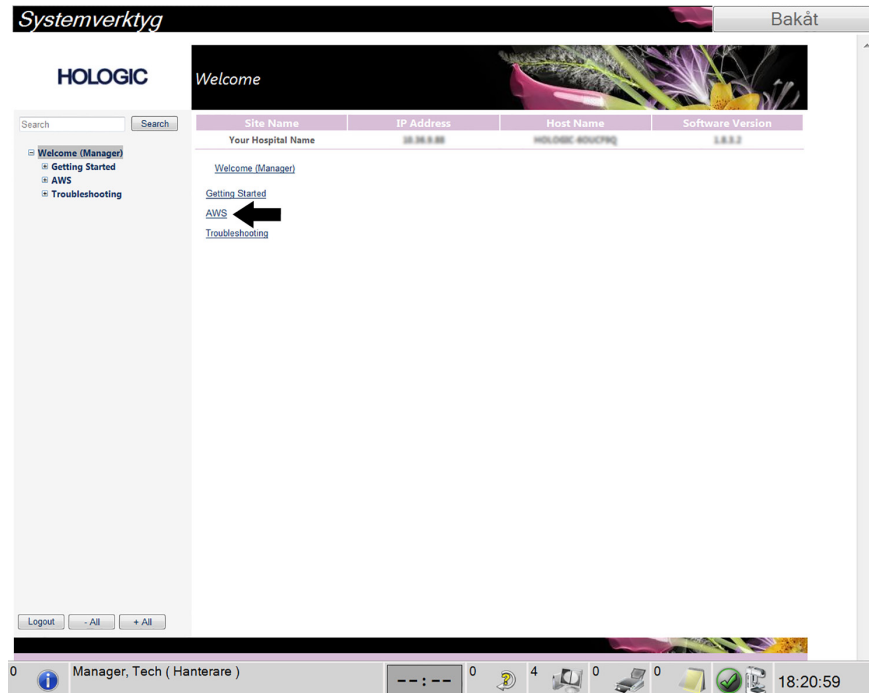 Systemverktyg
Bakåt
HOLOGIC
Welcome
Search
Search
Site Name IP Address Host Name Software Version
Your Hospital Name
Welcome (Manager)
Getting Started
AWS
Troubleshooting
Welcome (Manager)
Getting Started
AWS
Troubleshooting
Logout - All + All
0 Manager, Tech ( Hanterare ) --:-- 0 4 0 0 18:20:59